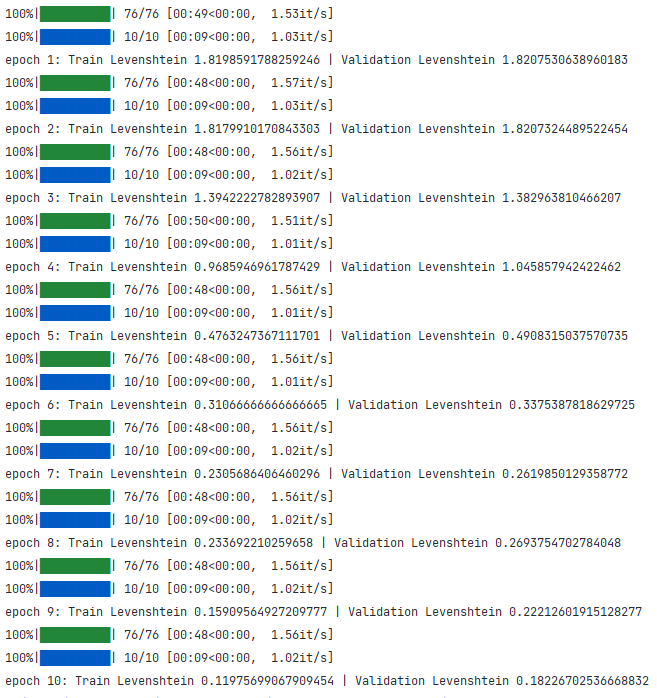 100%|██████████| 76/76 [00:49<00:00,  1.53it/s]
100%|██████████| 10/10 [00:09<00:00,  1.03it/s]
epoch 1: Train Levenshtein 1.8198591788259246 | Validation Levenshtein 1.8207530638960183
100%|██████████| 76/76 [00:48<00:00,  1.57it/s]
100%|██████████| 10/10 [00:09<00:00,  1.03it/s]
epoch 2: Train Levenshtein 1.8179910170843303 | Validation Levenshtein 1.8207324489522454
100%|██████████| 76/76 [00:48<00:00,  1.56it/s]
100%|██████████| 10/10 [00:09<00:00,  1.02it/s]
epoch 3: Train Levenshtein 1.3942222782893907 | Validation Levenshtein 1.382963810466207
100%|██████████| 76/76 [00:50<00:00,  1.51it/s]
100%|██████████| 10/10 [00:09<00:00,  1.01it/s]
epoch 4: Train Levenshtein 0.9685946961787429 | Validation Levenshtein 1.045857942422462
100%|██████████| 76/76 [00:48<00:00,  1.56it/s]
100%|██████████| 10/10 [00:09<00:00,  1.01it/s]
epoch 5: Train Levenshtein 0.4763247367111701 | Validation Levenshtein 0.4908315037570735
100%|██████████| 76/76 [00:48<00:00,  1.56it/s]
100%|██████████| 10/10 [00:09<00:00,  1.01it/s]
epoch 6: Train Levenshtein 0.31066666666666665 | Validation Levenshtein 0.3375387818629725
100%|██████████| 76/76 [00:48<00:00,  1.56it/s]
100%|██████████| 10/10 [00:09<00:00,  1.02it/s]
epoch 7: Train Levenshtein 0.2305686406460296 | Validation Levenshtein 0.2619850129358772
100%|██████████| 76/76 [00:48<00:00,  1.56it/s]
100%|██████████| 10/10 [00:09<00:00,  1.02it/s]
epoch 8: Train Levenshtein 0.233692210259658 | Validation Levenshtein 0.2693754702784048
100%|██████████| 76/76 [00:48<00:00,  1.56it/s]
100%|██████████| 10/10 [00:09<00:00,  1.02it/s]
epoch 9: Train Levenshtein 0.15909564927209777 | Validation Levenshtein 0.22212601915128277
100%|██████████| 76/76 [00:48<00:00,  1.56it/s]
100%|██████████| 10/10 [00:09<00:00,  1.02it/s]
epoch 10: Train Levenshtein 0.11975699067909454 | Validation Levenshtein 0.18226702536668832